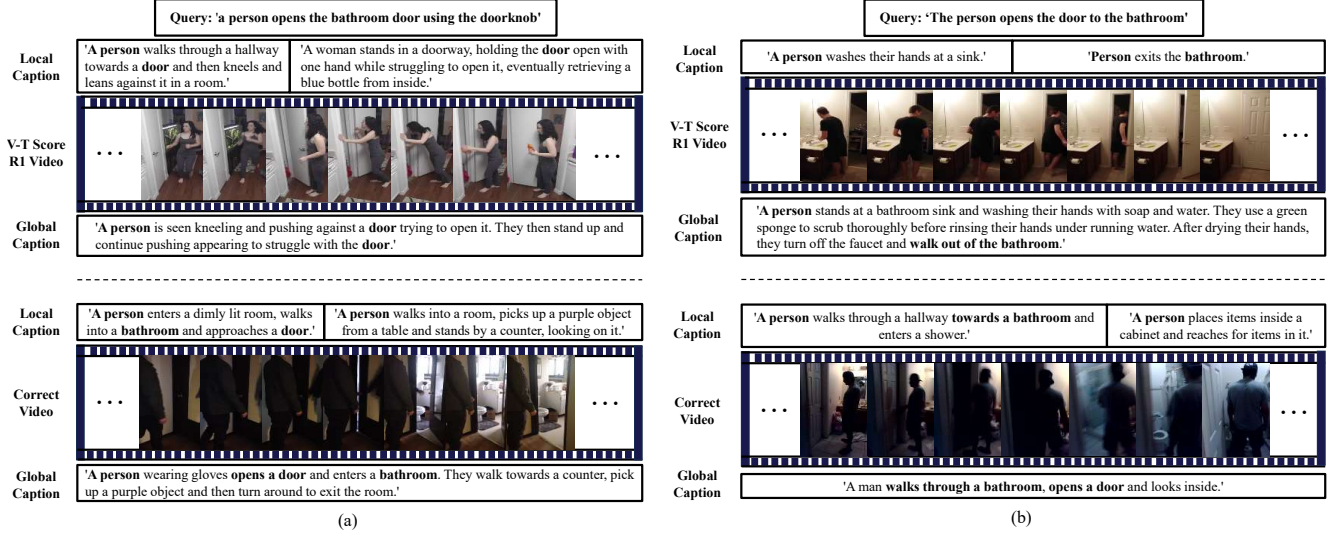 Query: 'a person opens the bathroom door using the doorknob'
Local
Caption
'A person walks through a hallway
towards a door and then kneels and
leans against it in a room.'
'A woman stands in a doorway, holding the door open with
one hand while struggling to open it, eventually retrieving a
blue bottle from inside.'
V-T Score
R1 Video
...
...
Global
Caption
'A person is seen kneeling and pushing against a door trying to open it. They then stand up and
continue pushing appearing to struggle with the door.'
Local
Caption
'A person enters a dimly lit room, walks
into a bathroom and approaches a door.'
'A person walks into a room, picks up a purple object
from a table and stands by a counter, looking on it.'
Correct
Video
...
...
Global
Caption
'A person wearing gloves opens a door and enters a bathroom. They walk towards a counter, pick
up a purple object and then turn around to exit the room.'
(a)
Query: 'The person opens the door to the bathroom'
Local
Caption
'A person washes their hands at a sink.'
'Person exits the bathroom.'
V-T Score
R1 Video
...
...
Global
Caption
'A person stands at a bathroom sink and washing their hands with soap and water. They use a green
sponge to scrub thoroughly before rinsing their hands under running water. After drying their hands,
they turn off the faucet and walk out of the bathroom.'
Local
Caption
'A person walks through a hallway towards a bathroom and
enters a shower.'
'A person places items inside a
cabinet and reaches for items in it.'
Correct
Video
...
...
Global
Caption
'A man walks through a bathroom, opens a door and looks inside.'
(b)